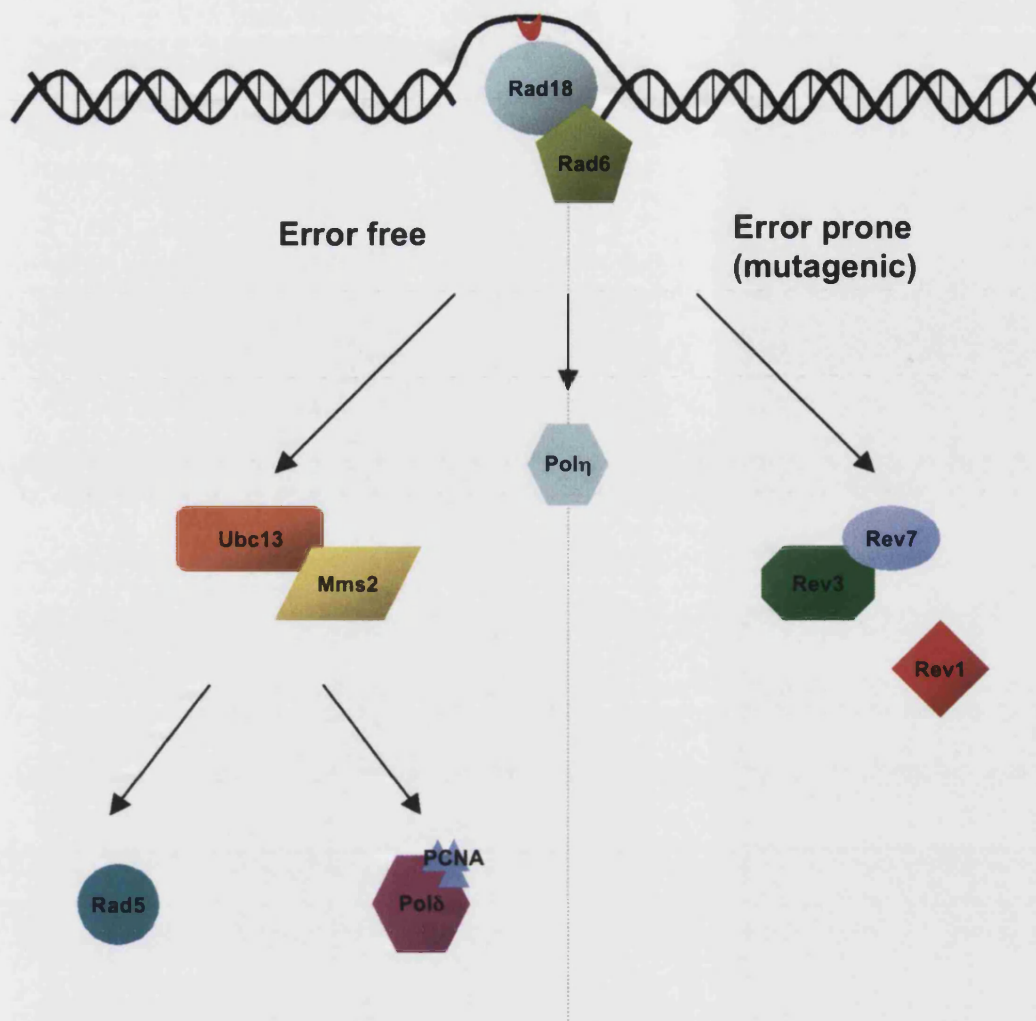 Rad18
Rad6
Error free
Error prone
(mutagenic)
Polη
Ubc13
Mms2
Rev7
Rev3
Rev1
PCNA
Rad5
Polδ